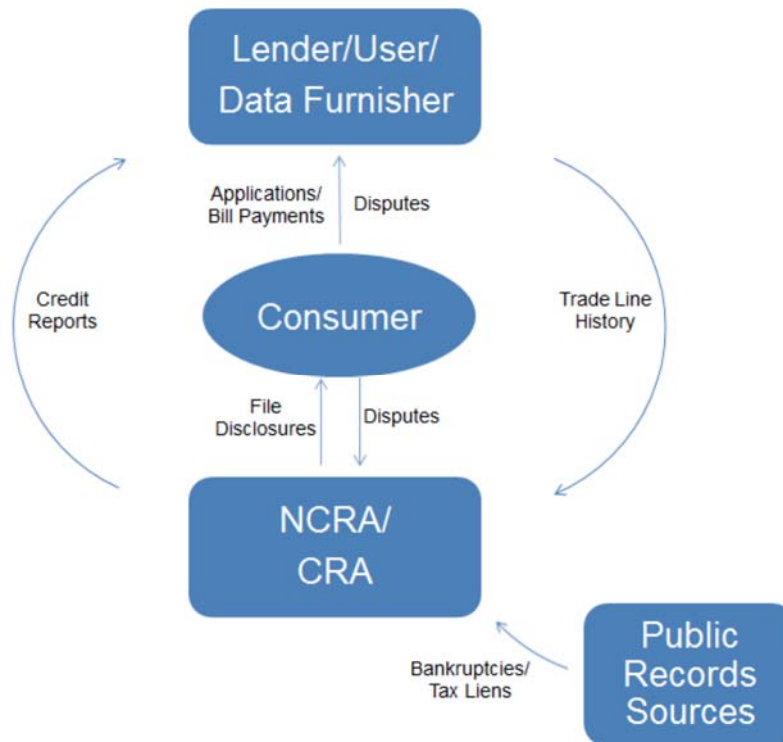 Lender/User/
Data Furnisher
Applications/
Bill Payments
Disputes
Credit
Reports
Consumer
Trade Line
History
File
Disclosures
Disputes
NCRA/
CRA
Public
Records
Sources
Bankruptcies/
Tax Liens